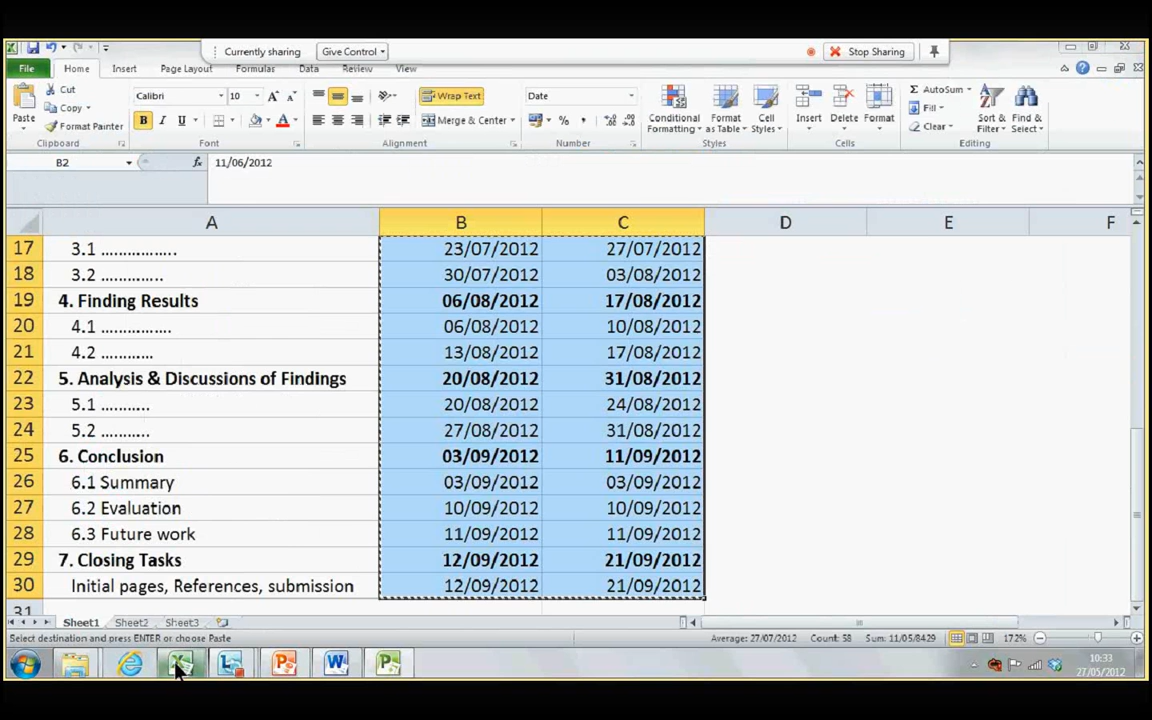 Currently sharing Give Control Stop Sharing
File Home Insert Page Layout Formulas Data Review View
Cut Calibri 10 Wrap Text Date AutoSum
Copy Fill
Paste Format Painter B I U Merge & Center Conditional Formatting Format as Table Cell Styles Insert Delete Format Clear Sort & Filter Find & Select
Clipboard Font Alignment Number Styles Cells Editing
B2 fx 11/06/2012
A B C D E F
17 3.1 ................ 23/07/2012 27/07/2012
18 3.2 ............. 30/07/2012 03/08/2012
19 4. Finding Results 06/08/2012 17/08/2012
20 4.1 ............... 06/08/2012 10/08/2012
21 4.2 ........... 13/08/2012 17/08/2012
22 5. Analysis & Discussions of Findings 20/08/2012 31/08/2012
23 5.1 .......... 20/08/2012 24/08/2012
24 5.2 .......... 27/08/2012 31/08/2012
25 6. Conclusion 03/09/2012 11/09/2012
26 6.1 Summary 03/09/2012 03/09/2012
27 6.2 Evaluation 10/09/2012 10/09/2012
28 6.3 Future work 11/09/2012 11/09/2012
29 7. Closing Tasks 12/09/2012 21/09/2012
30 Initial pages, References, submission 12/09/2012 21/09/2012
31
Sheet1 Sheet2 Sheet3
Select destination and press ENTER or choose Paste Average: 27/07/2012 Count: 58 Sum: 11/05/8429 172%
10:33
27/05/2012